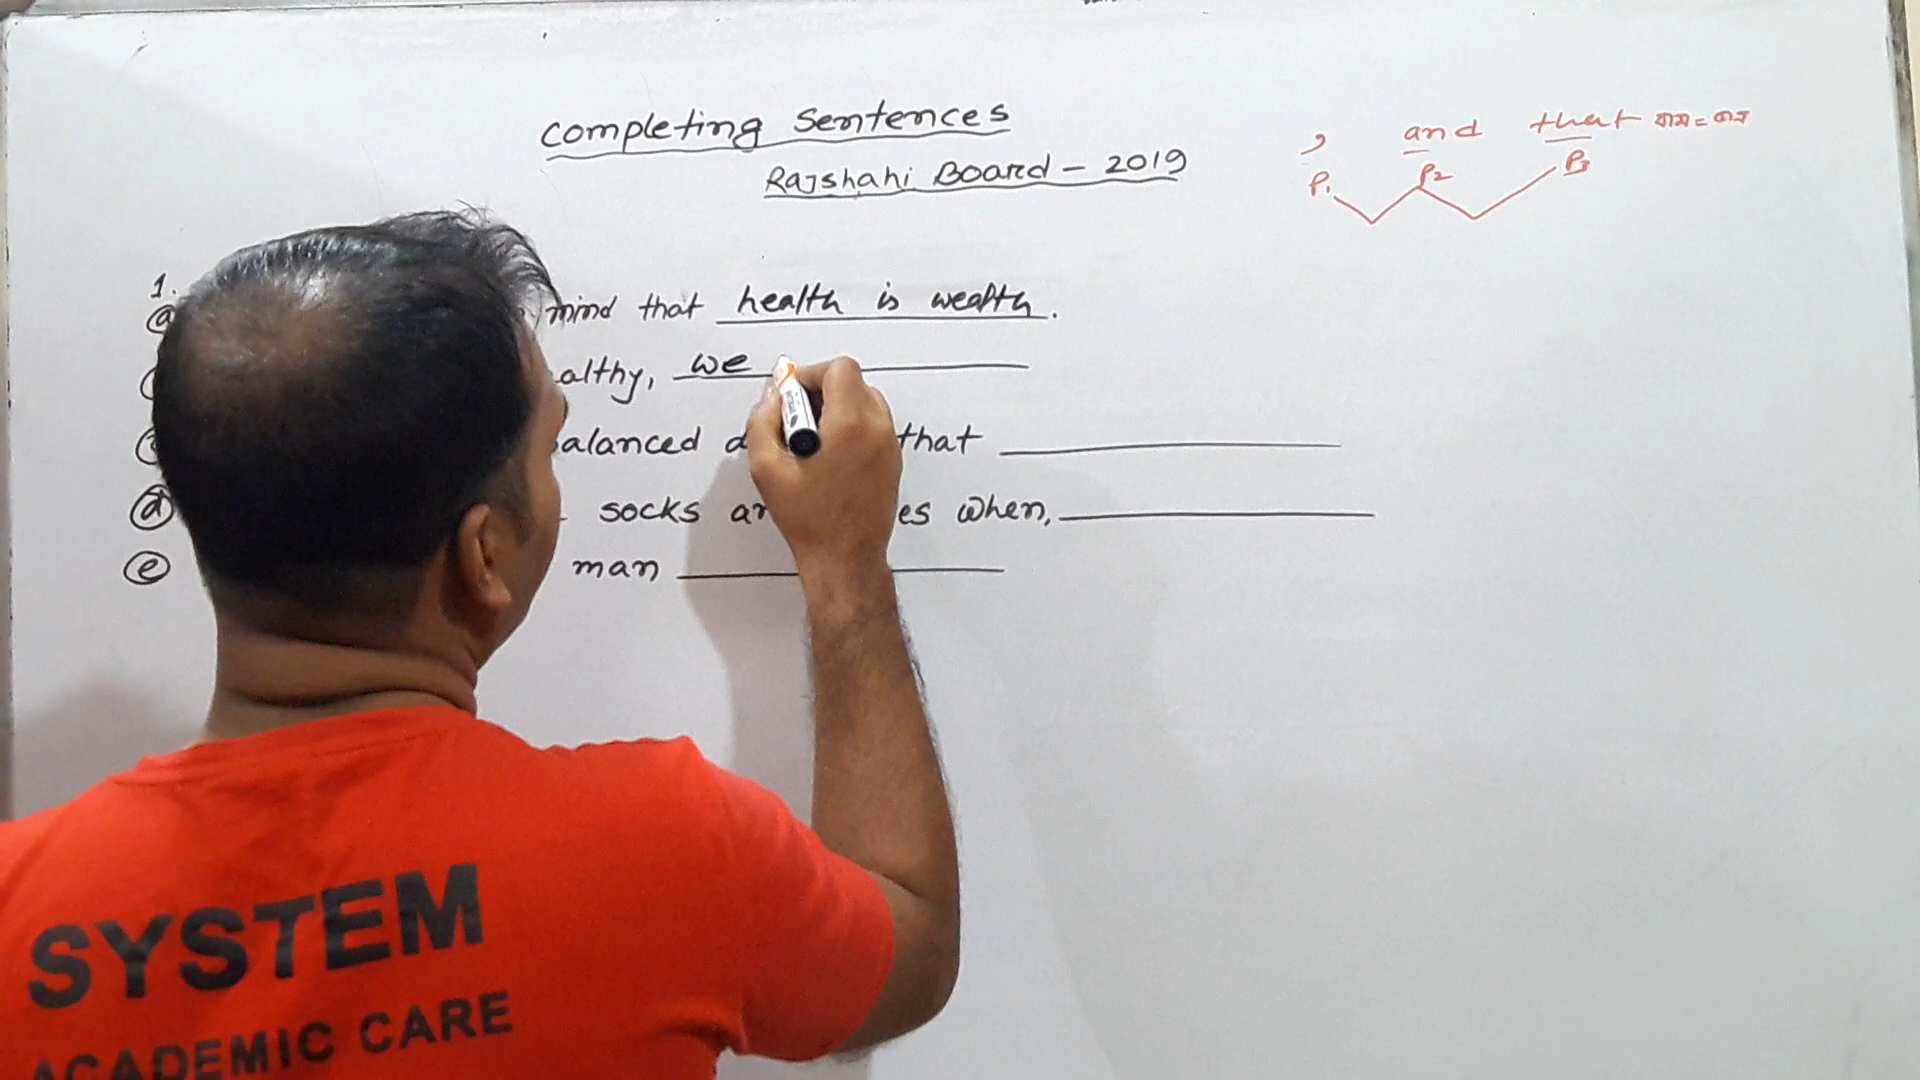 Completing Sentences
Rajshahi Board - 2019
, and that
P1 P2 P3
1.
(a) mind that health is wealth.
althy, we
alanced d that
(d) socks ar es when,
(e) man
SYSTEM
ACADEMIC CARE